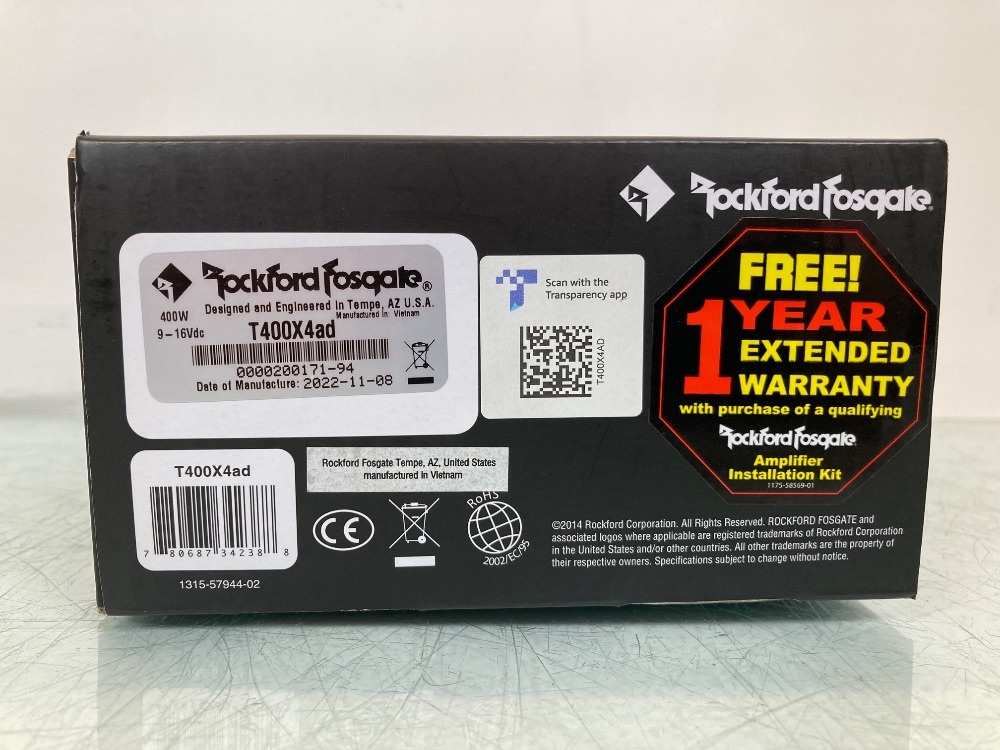 Rockford Fosgate®
Rockford Fosgate®
Designed and Engineered in Tempe, AZ U.S.A.
Manufactured in: Vietnam
400W
9-16Vdc
T400X4ad
0000200171-94
Date of Manufacture: 2022-11-08
Scan with the
Transparency app
T400X4AD
FREE!
1 YEAR
EXTENDED
WARRANTY
with purchase of a qualifying
Rockford Fosgate
Amplifier
Installation Kit
1175-58569-01
T400X4ad
7 80687 34238 8
1315-57944-02
Rockford Fosgate Tempe, AZ, United States
manufactured in Vietnam
CE
RoHS
2002/EC/95
©2014 Rockford Corporation. All Rights Reserved. ROCKFORD FOSGATE and
associated logos where applicable are registered trademarks of Rockford Corporation
in the United States and/or other countries. All other trademarks are the property of
their respective owners. Specifications subject to change without notice.